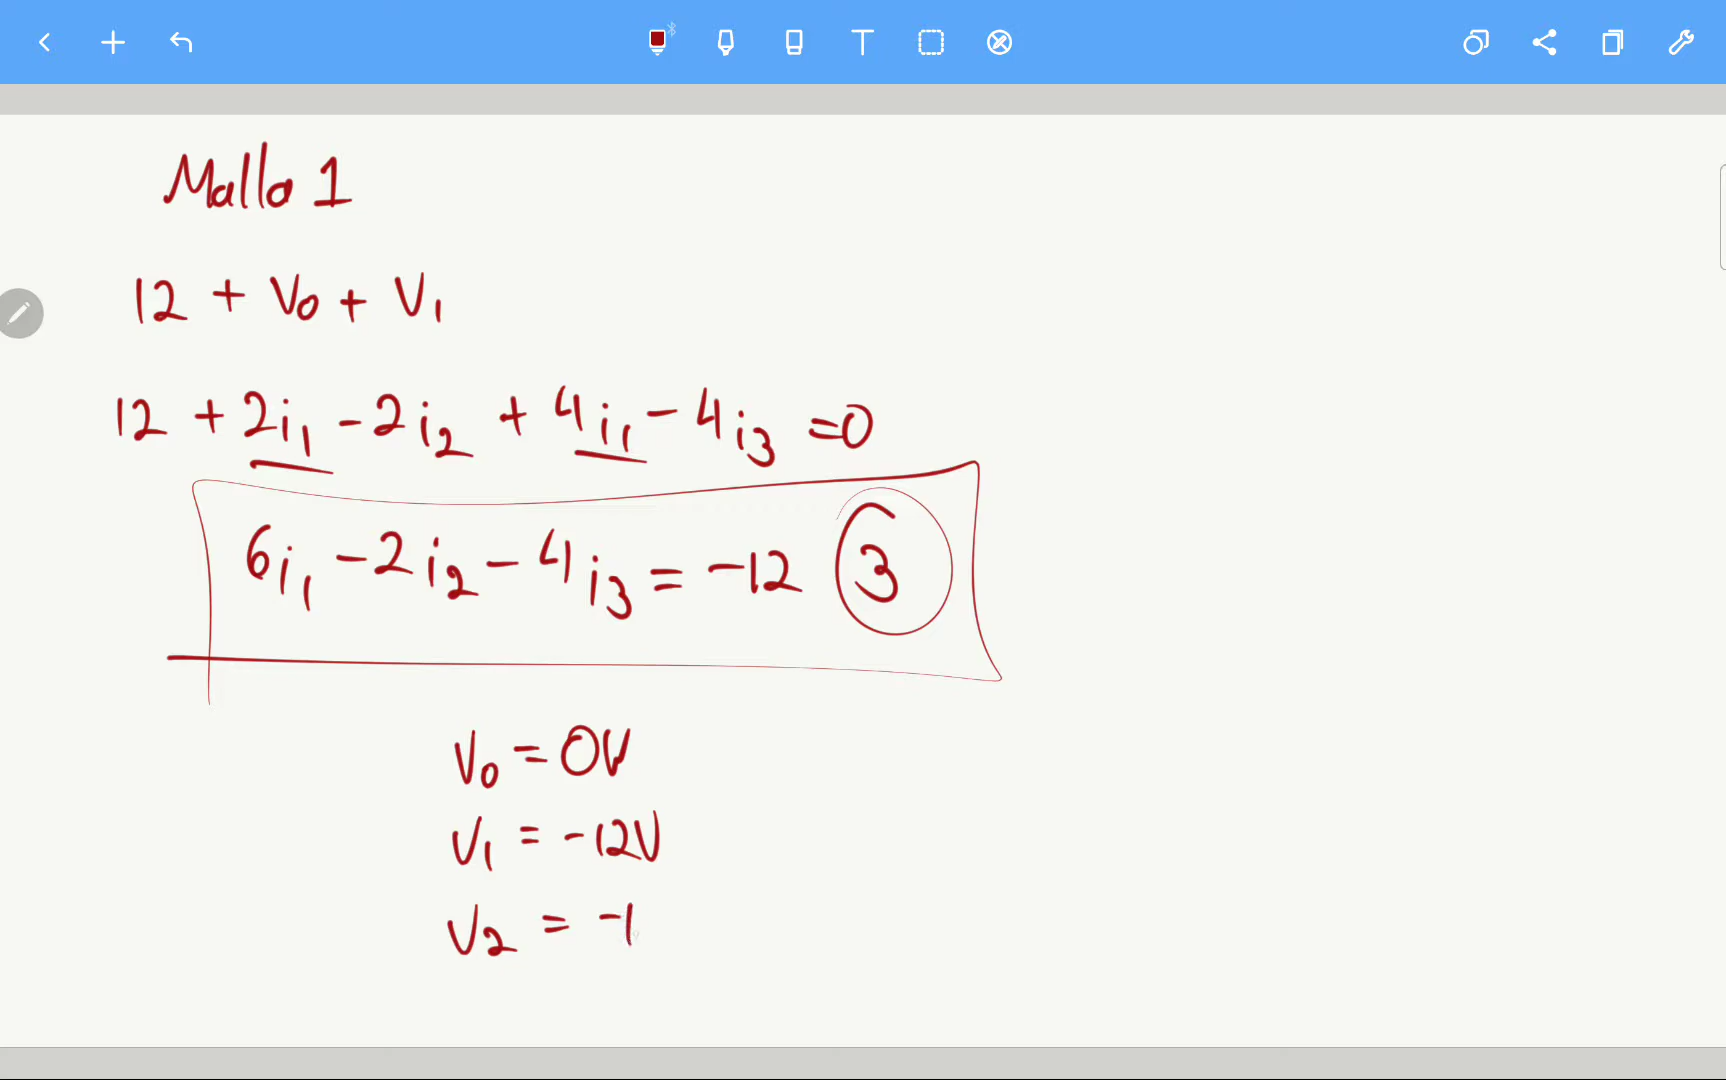 Malla 1
12 + V₀ + V₁
12 + 2i₁ - 2i₂ + 4i₁ - 4i₃ = 0
6i₁ - 2i₂ - 4i₃ = -12 3
V₀ = 0V
V₁ = -12V
V₂ = -1